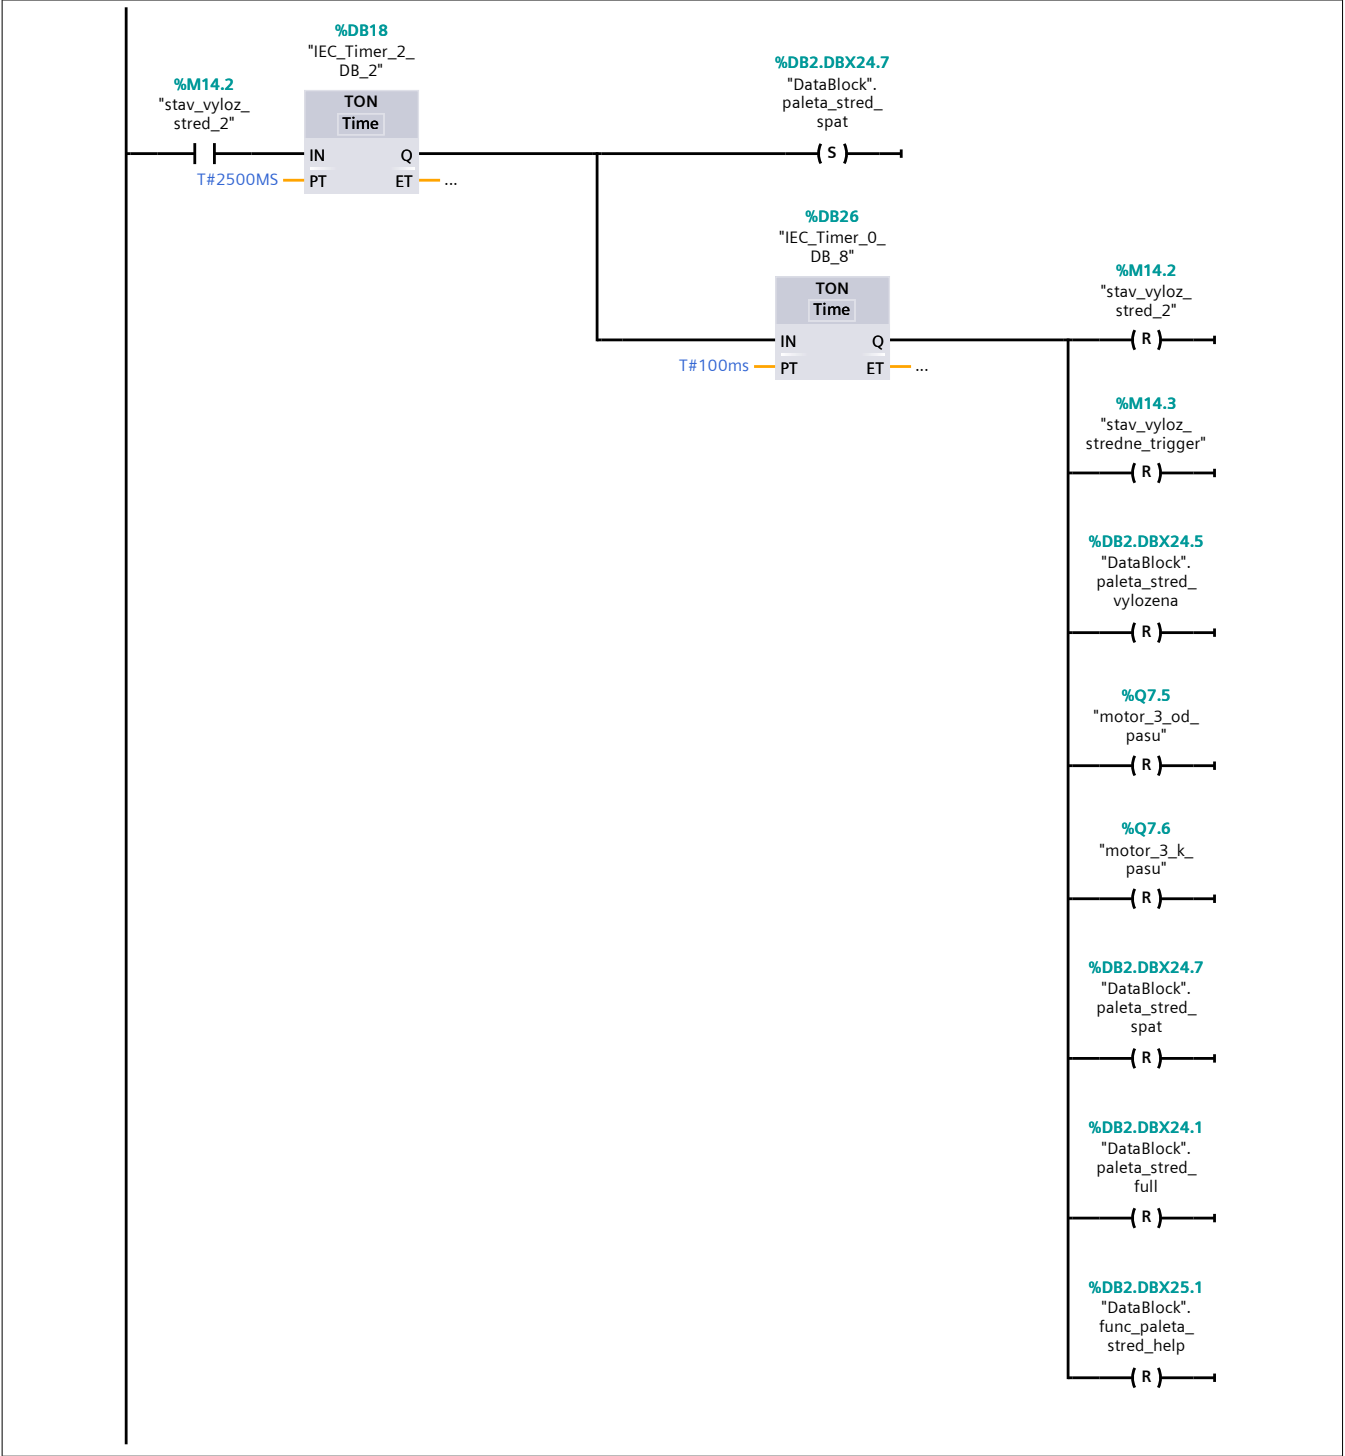 %DB18
"IEC_Timer_2_
DB_2"
%M14.2
"stav_vyloz_
stred_2"
TON
Time
IN
Q
T#2500MS
PT
ET
...
%DB2.DBX24.7
"DataBlock".
paleta_stred_
spat
S
%DB26
"IEC_Timer_0_
DB_8"
TON
Time
IN
Q
T#100ms
PT
ET
...
%M14.2
"stav_vyloz_
stred_2"
R
%M14.3
"stav_vyloz_
stredne_trigger"
R
%DB2.DBX24.5
"DataBlock".
paleta_stred_
vylozena
R
%Q7.5
"motor_3_od_
pasu"
R
%Q7.6
"motor_3_k_
pasu"
R
%DB2.DBX24.7
"DataBlock".
paleta_stred_
spat
R
%DB2.DBX24.1
"DataBlock".
paleta_stred_
full
R
%DB2.DBX25.1
"DataBlock".
func_paleta_
stred_help
R